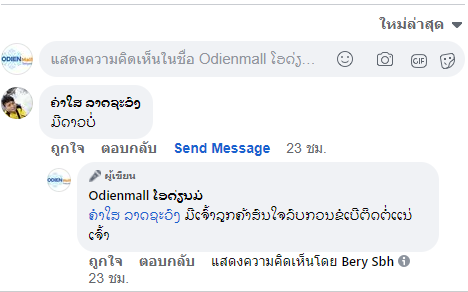 ใหม่ล่าสุด
แสดงความคิดเห็นในชื่อ Odienmall ໂອດ່ຽ...
GIF
ຄຳໃສ ລາດຊະວົງ
ມີດາວບໍ່
ถูกใจ ตอบกลับ Send Message 23 ชม.
ผู้เขียน
Odienmall ໂອດ່ຽນມໍ
ຄຳໃສ ລາດຊະວົງ ມີເຈົ້າລູກຄ້າສົນໃຈລົບກວນຂໍເບີຕິດຕໍ່ແນ່
ເຈົ້າ
ถูกใจ ตอบกลับ แสดงความคิดเห็นโดย Bery Sbh
23 ชม.